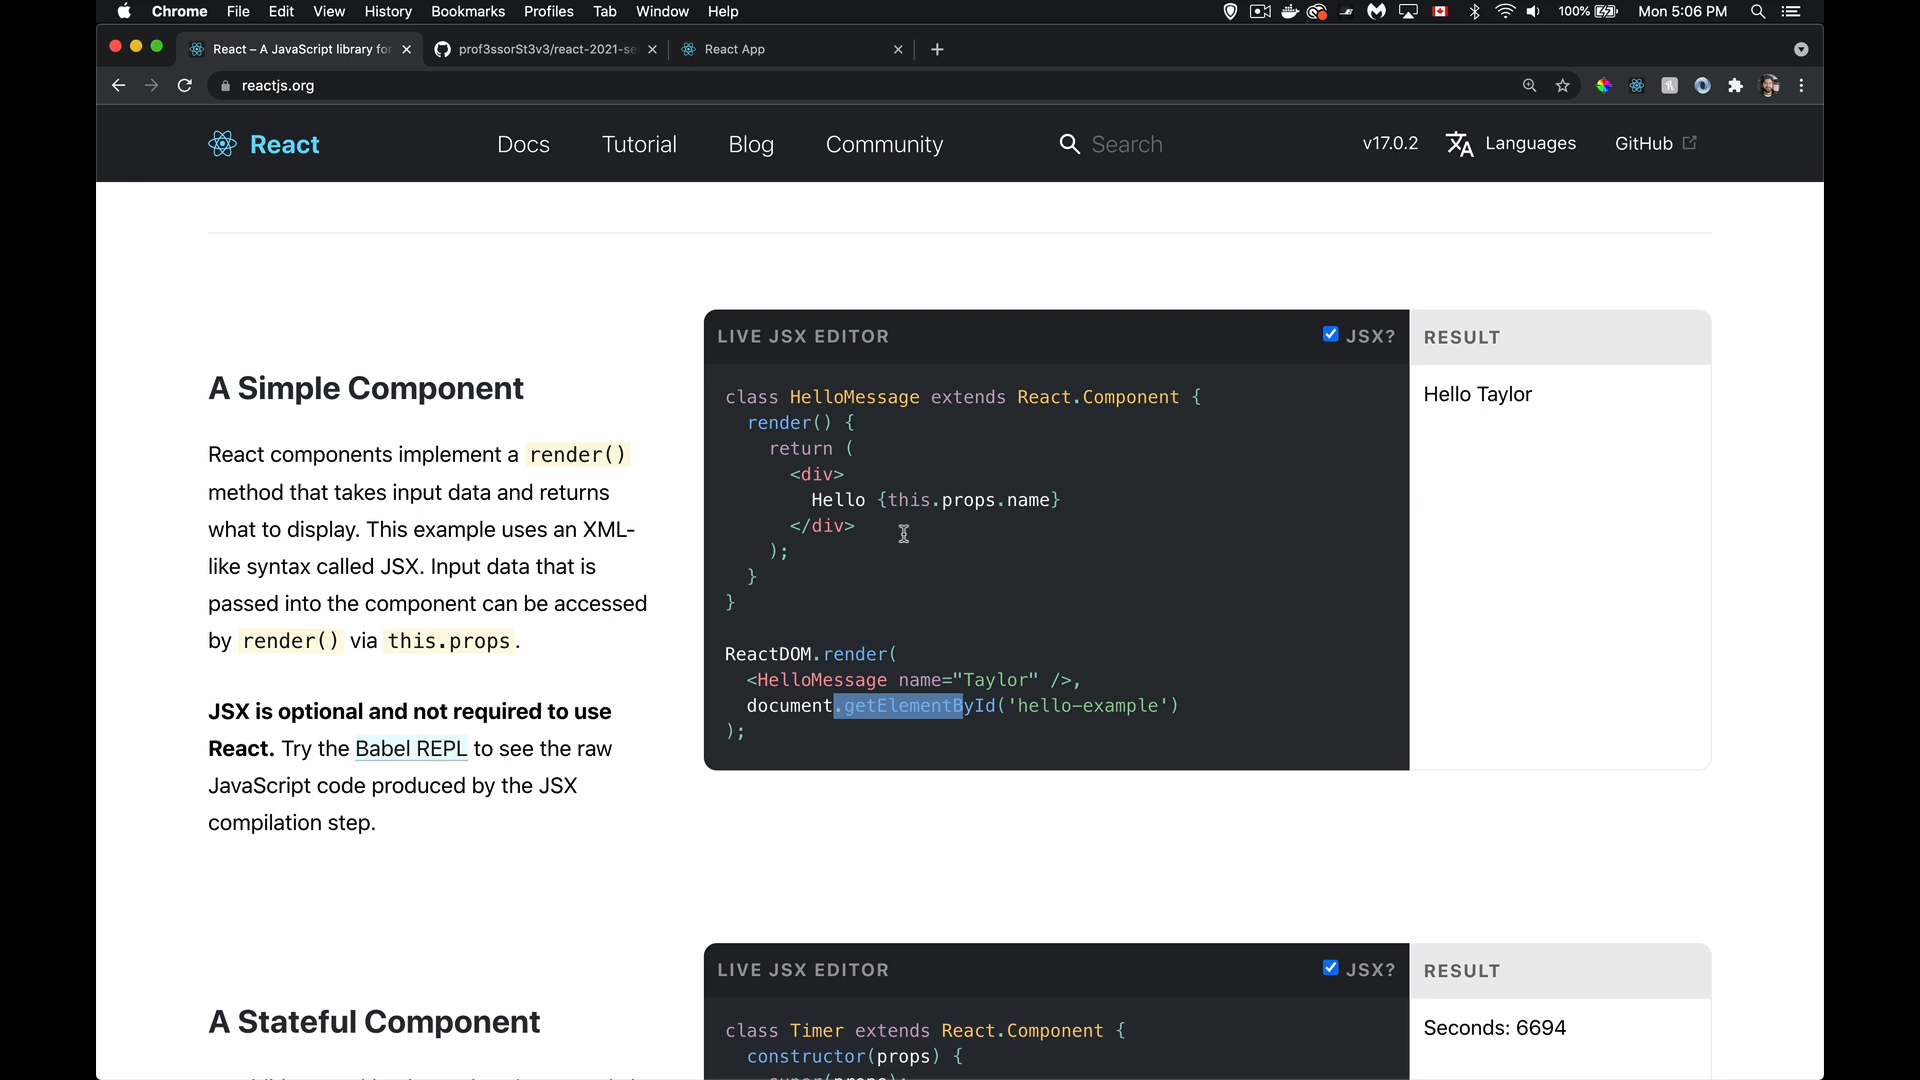 Chrome File Edit View History Bookmarks Profiles Tab Window Help 100% Mon 5:06 PM
React – A JavaScript library for prof3ssorSt3v3/react-2021-se React App
reactjs.org
React Docs Tutorial Blog Community Search v17.0.2 Languages GitHub
A Simple Component
React components implement a render()
method that takes input data and returns
what to display. This example uses an XML-
like syntax called JSX. Input data that is
passed into the component can be accessed
by render() via this.props.
JSX is optional and not required to use
React. Try the Babel REPL to see the raw
JavaScript code produced by the JSX
compilation step.
LIVE JSX EDITOR JSX?
class HelloMessage extends React.Component {
render() {
return (
<div>
Hello {this.props.name}
</div>
);
}
}
ReactDOM.render(
<HelloMessage name="Taylor" />,
document.getElementById('hello-example')
);
RESULT
Hello Taylor
A Stateful Component
LIVE JSX EDITOR JSX?
class Timer extends React.Component {
constructor(props) {
super(props);
RESULT
Seconds: 6694